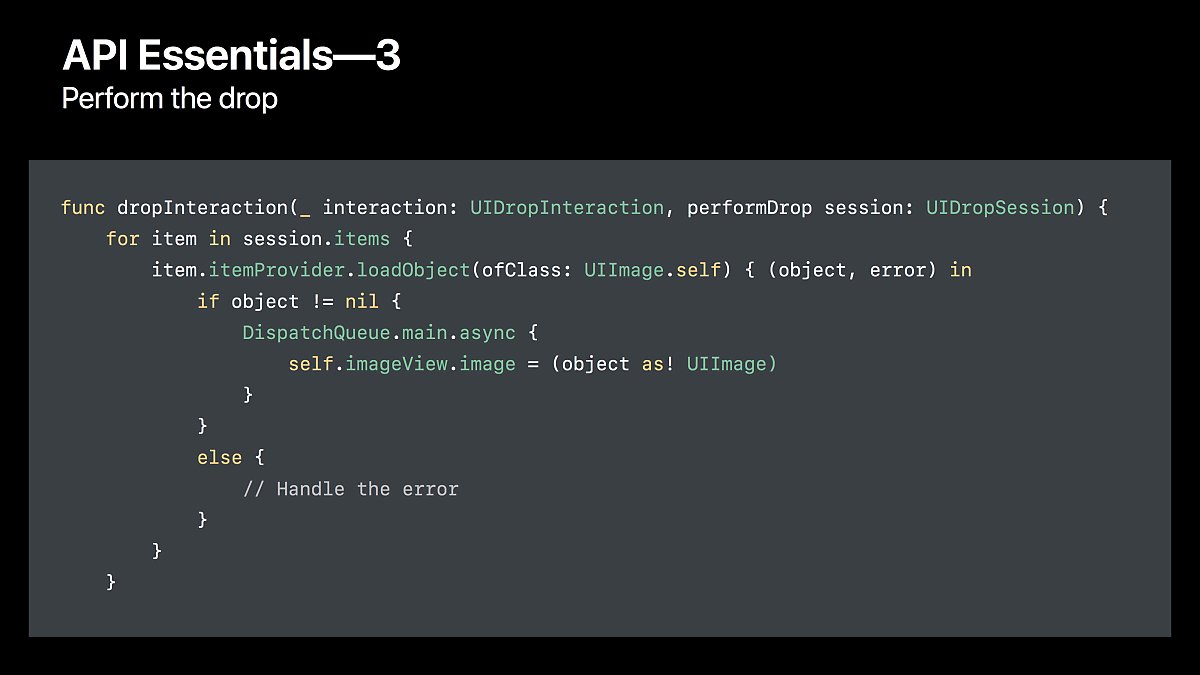 API Essentials—3
Perform the drop
func dropInteraction(_ interaction: UIDropInteraction, performDrop session: UIDropSession) {
    for item in session.items {
        item.itemProvider.loadObject(ofClass: UIImage.self) { (object, error) in
            if object != nil {
                DispatchQueue.main.async {
                    self.imageView.image = (object as! UIImage)
                }
            }
            else {
                // Handle the error
            }
        }
    }